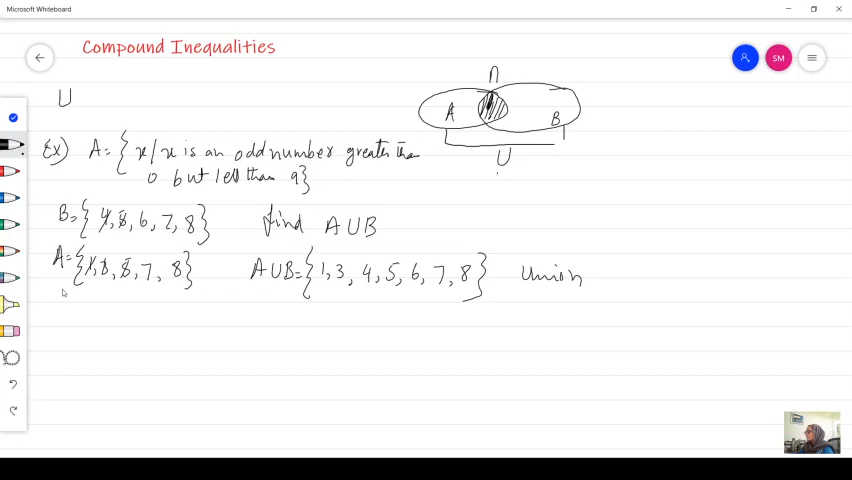 Microsoft Whiteboard
Compound Inequalities
SM
∩
U
A
B
U
Ex) A = { x / x is an odd number greater than
0 but less than 9}
B = { 4, 5, 6, 7, 8 } find A U B
A = { 1, 3, 5, 7, 8 } A U B = { 1, 3, 4, 5, 6, 7, 8 } Union